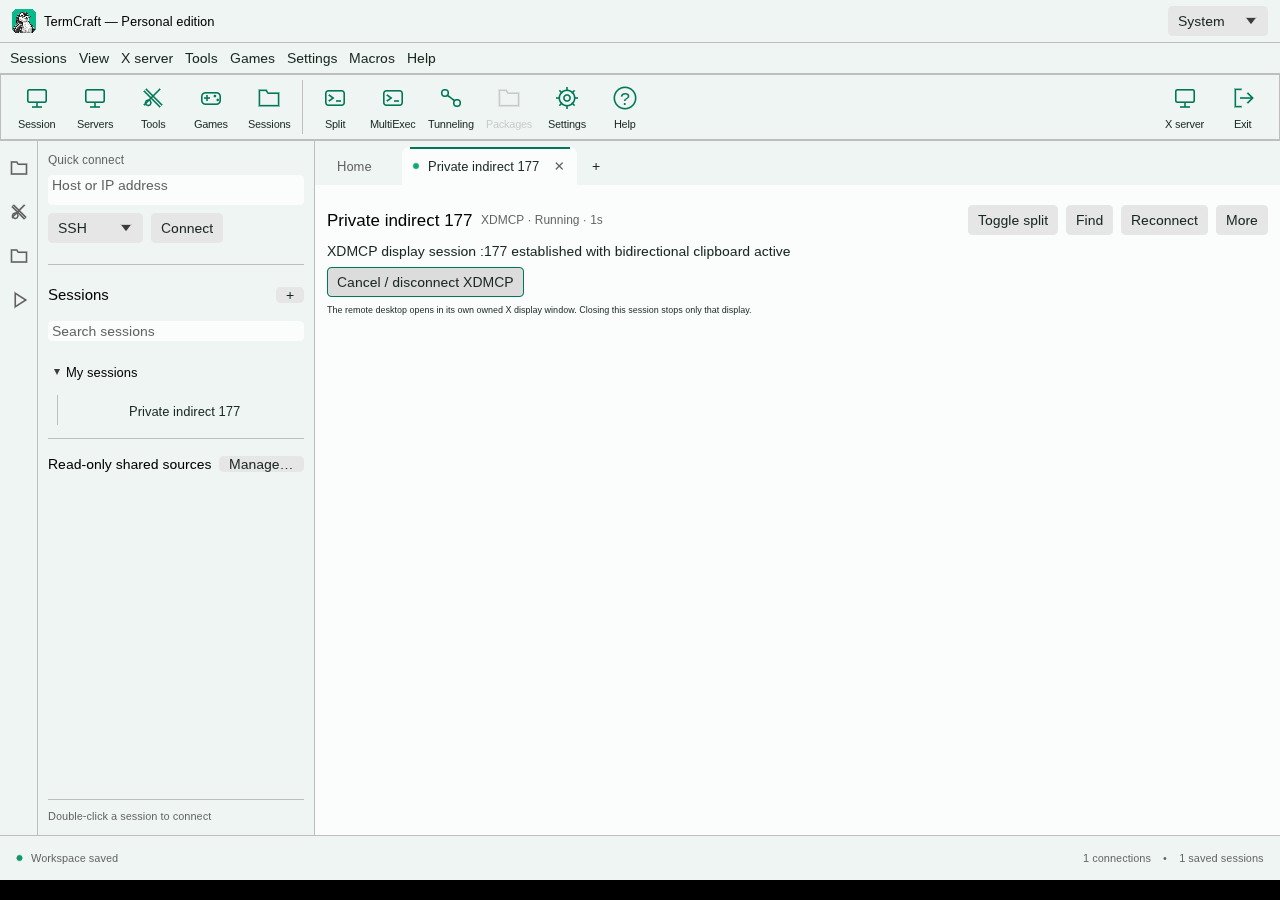 TermCraft — Personal edition
System
Sessions View X server Tools Games Settings Macros Help
Session Servers Tools Games Sessions Split MultiExec Tunneling Packages Settings Help X server Exit
Quick connect
Host or IP address
SSH Connect
Sessions +
Search sessions
My sessions
Private indirect 177
Read-only shared sources Manage…
Double-click a session to connect
Home Private indirect 177 ✕ +
Private indirect 177 XDMCP · Running · 1s Toggle split Find Reconnect More
XDMCP display session :177 established with bidirectional clipboard active
Cancel / disconnect XDMCP
The remote desktop opens in its own owned X display window. Closing this session stops only that display.
Workspace saved 1 connections • 1 saved sessions